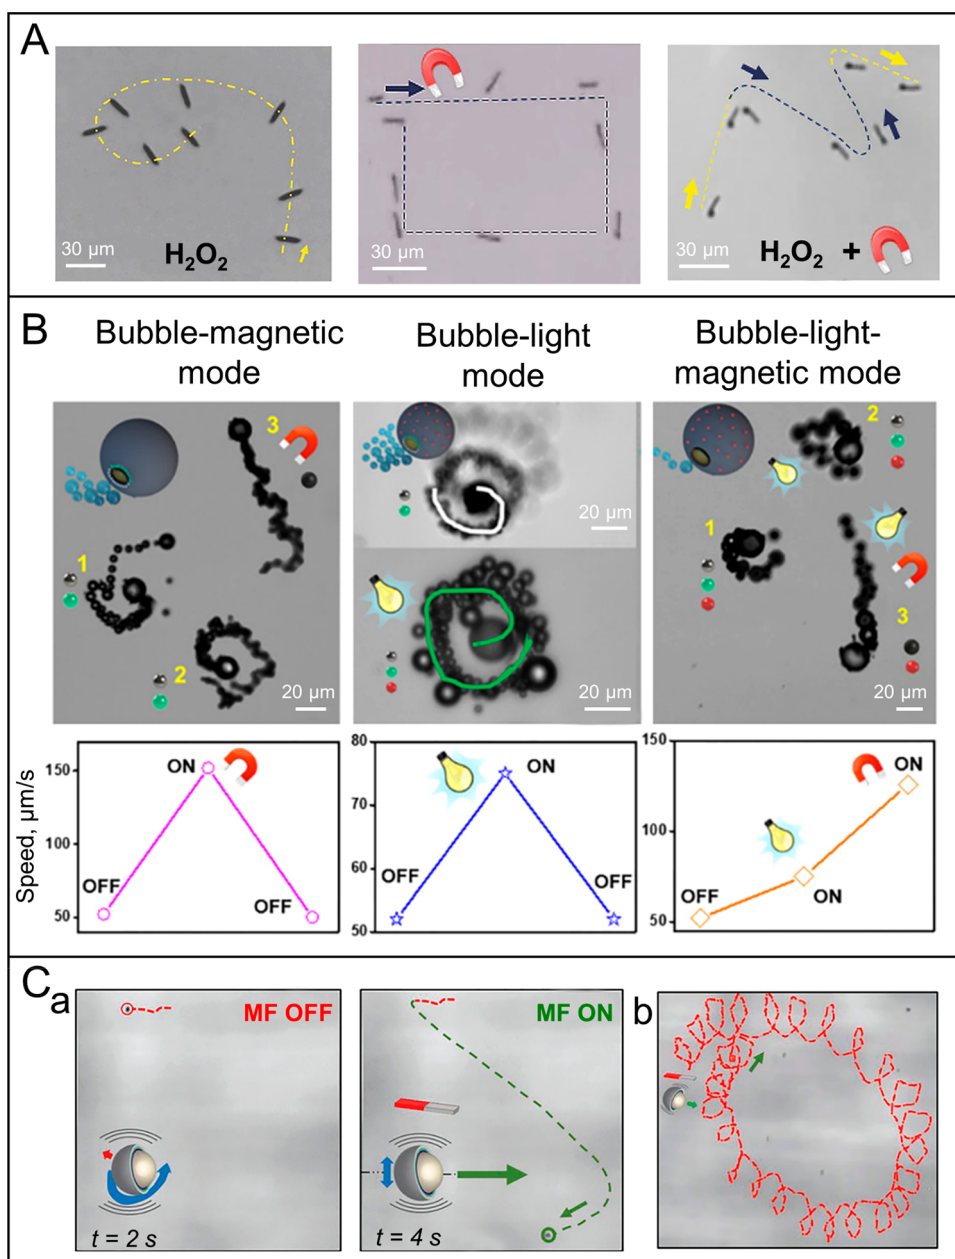 A
30 µm
H₂O₂
30 µm
30 µm
H₂O₂ +
B
Bubble-magnetic
mode
Bubble-light
mode
Bubble-light-
magnetic mode
3
1
2
20 µm
20 µm
20 µm
2
1
3
20 µm
Speed, µm/s
150
100
50
OFF
ON
OFF
80
70
60
50
OFF
ON
OFF
150
100
50
OFF
ON
ON
C
a
MF OFF
t = 2 s
MF ON
t = 4 s
b